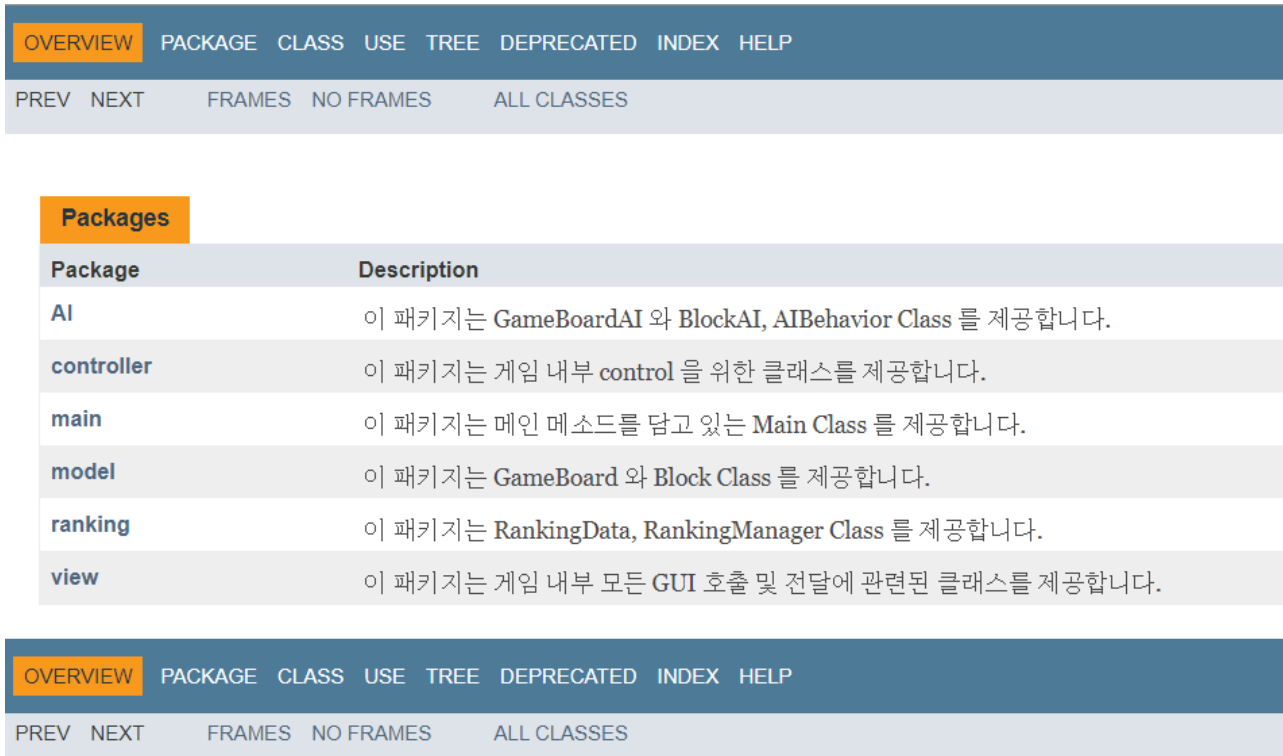 OVERVIEW PACKAGE CLASS USE TREE DEPRECATED INDEX HELP
PREV NEXT FRAMES NO FRAMES ALL CLASSES
Packages
Package Description
AI 이 패키지는 GameBoardAI 와 BlockAI, AIBehavior Class 를 제공합니다.
controller 이 패키지는 게임 내부 control 을 위한 클래스를 제공합니다.
main 이 패키지는 메인 메소드를 담고 있는 Main Class 를 제공합니다.
model 이 패키지는 GameBoard 와 Block Class 를 제공합니다.
ranking 이 패키지는 RankingData, RankingManager Class 를 제공합니다.
view 이 패키지는 게임 내부 모든 GUI 호출 및 전달에 관련된 클래스를 제공합니다.
OVERVIEW PACKAGE CLASS USE TREE DEPRECATED INDEX HELP
PREV NEXT FRAMES NO FRAMES ALL CLASSES